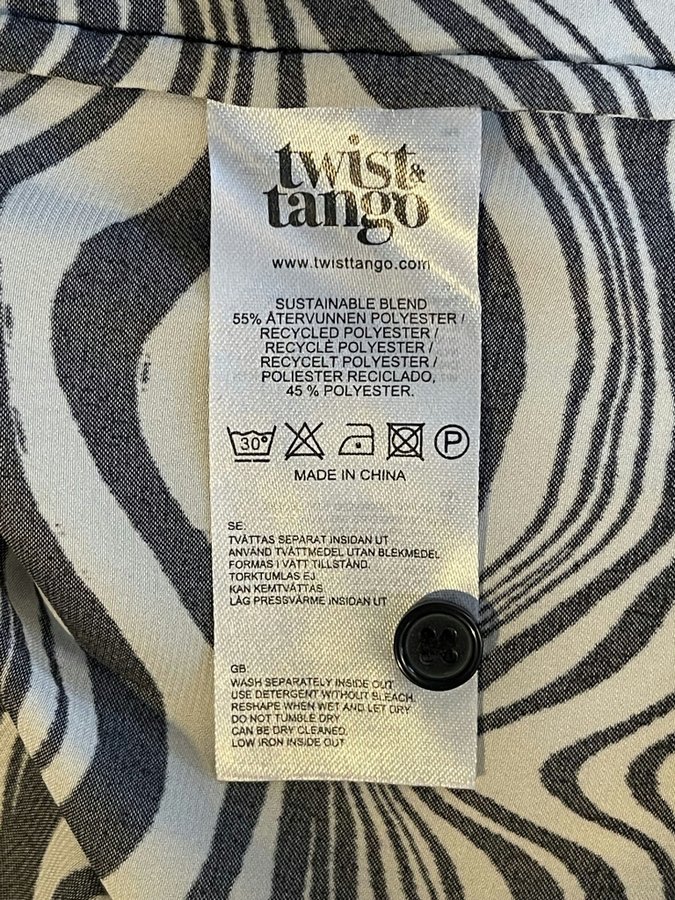 twist &
tango
www.twisttango.com
SUSTAINABLE BLEND
55% ÅTERVUNNEN POLYESTER /
RECYCLED POLYESTER /
RECYCLÉ POLYESTER /
RECYCELT POLYESTER /
POLIESTER RECICLADO,
45 % POLYESTER.
30°
P
MADE IN CHINA
SE:
TVÄTTAS SEPARAT INSIDAN UT
ANVÄND TVÄTTMEDEL UTAN BLEKMEDEL
FORMAS I VÅTT TILLSTÅND.
TORKTUMLAS EJ.
KAN KEMTVÄTTAS.
LÅG PRESSVÄRME INSIDAN UT
GB:
WASH SEPARATELY INSIDE OUT
USE DETERGENT WITHOUT BLEACH.
RESHAPE WHEN WET AND LET DRY
DO NOT TUMBLE DRY
CAN BE DRY CLEANED.
LOW IRON INSIDE OUT